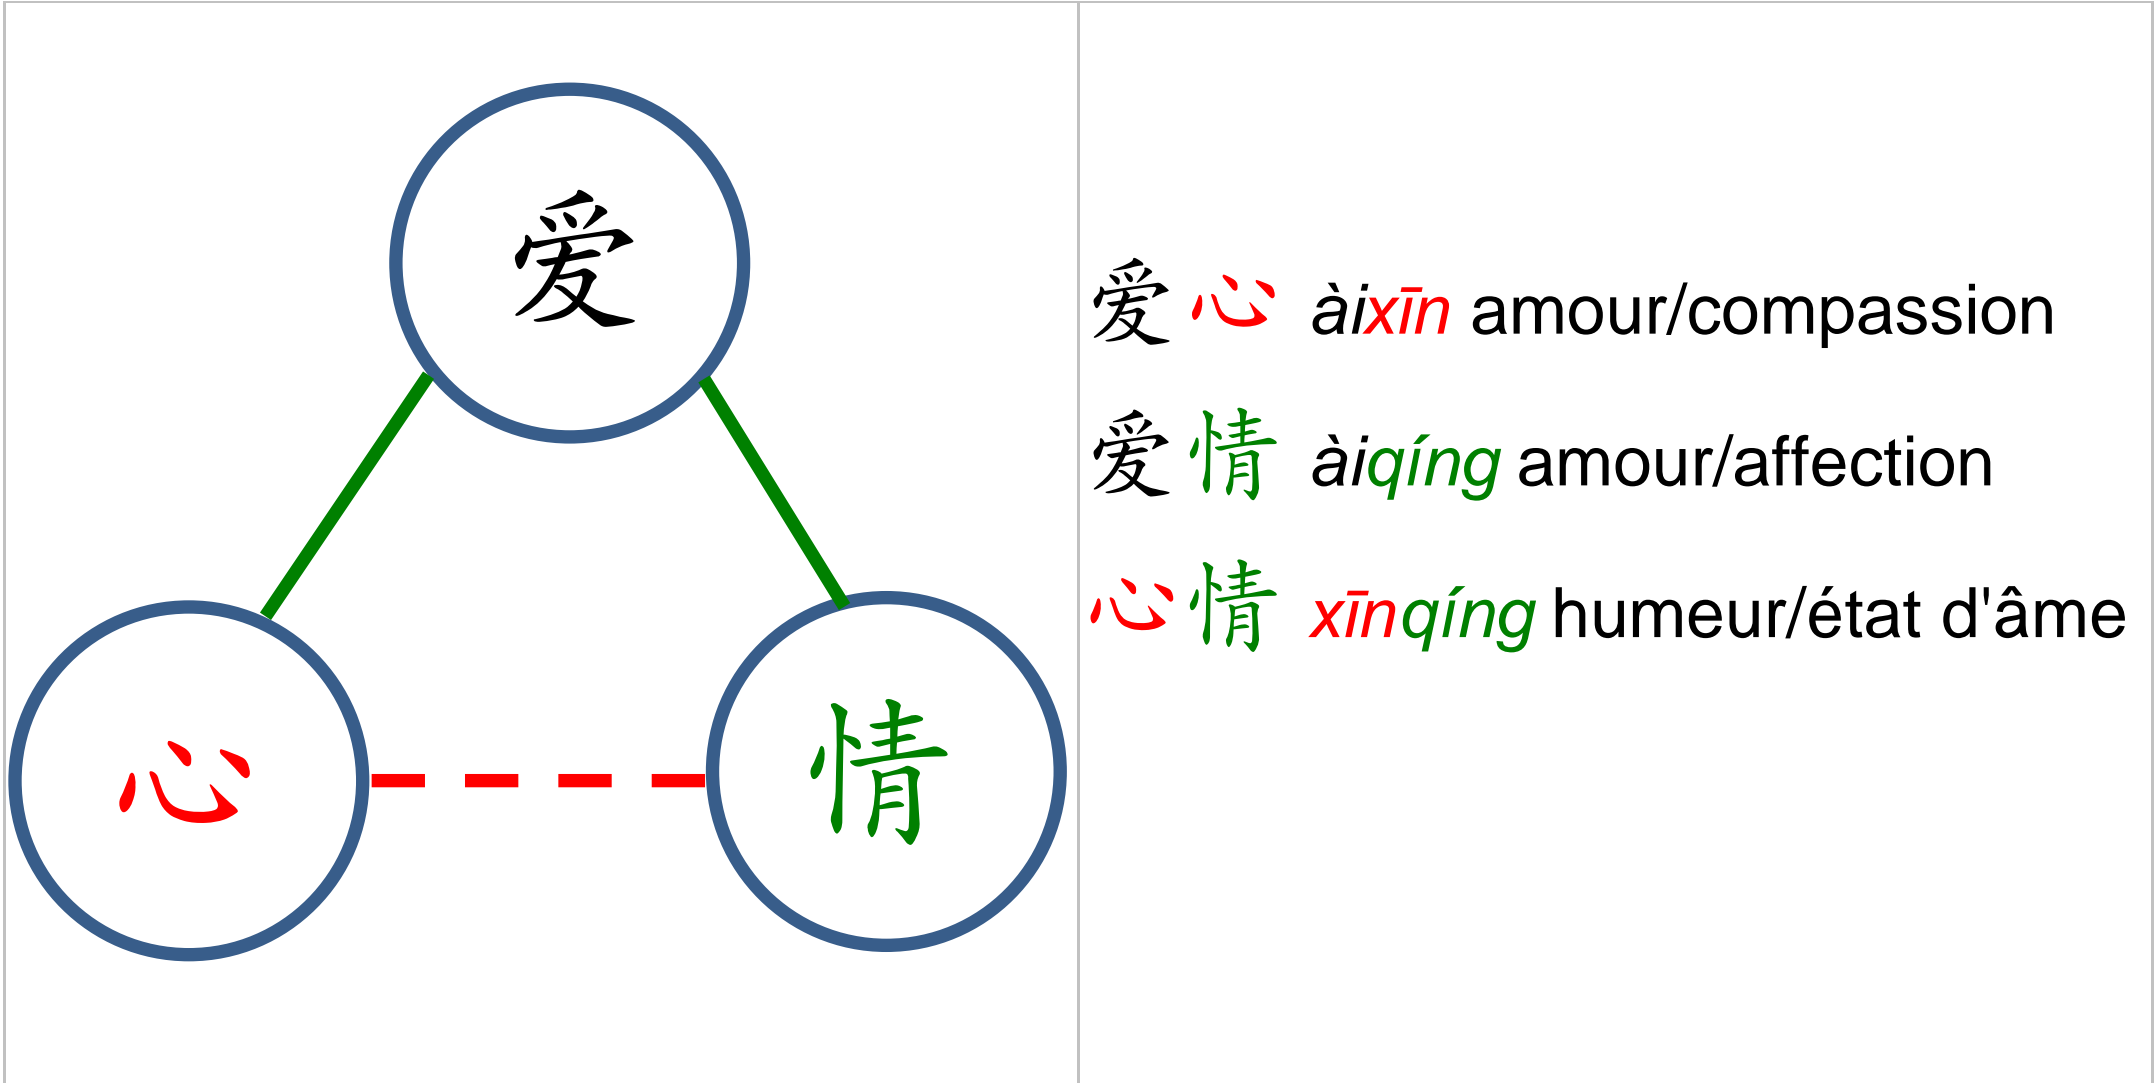 爱
心
情
爱心 àixīn amour/compassion
爱情 àiqíng amour/affection
心情 xīnqíng humeur/état d'âme